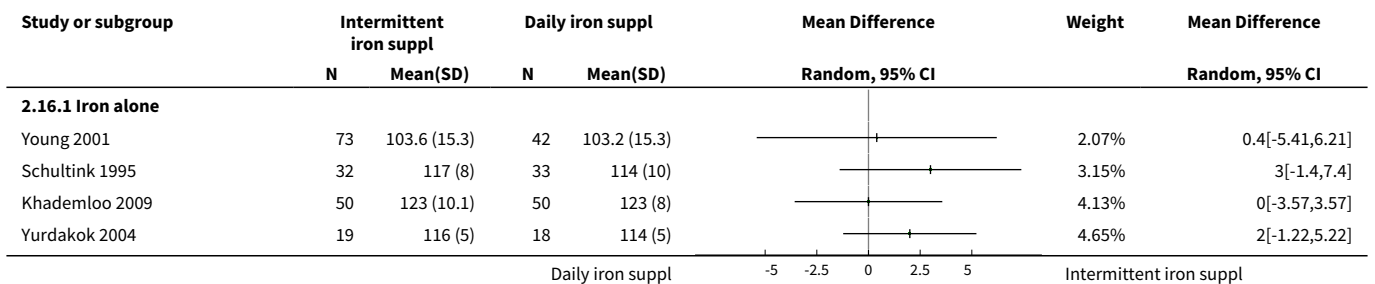 Study or subgroup Intermittent iron suppl Daily iron suppl Mean Difference Weight Mean Difference
N Mean(SD) N Mean(SD) Random, 95% CI Random, 95% CI
2.16.1 Iron alone
Young 2001 73 103.6 (15.3) 42 103.2 (15.3) 2.07% 0.4[-5.41,6.21]
Schultink 1995 32 117 (8) 33 114 (10) 3.15% 3[-1.4,7.4]
Khademloo 2009 50 123 (10.1) 50 123 (8) 4.13% 0[-3.57,3.57]
Yurdakok 2004 19 116 (5) 18 114 (5) 4.65% 2[-1.22,5.22]
Daily iron suppl -5 -2.5 0 2.5 5 Intermittent iron suppl